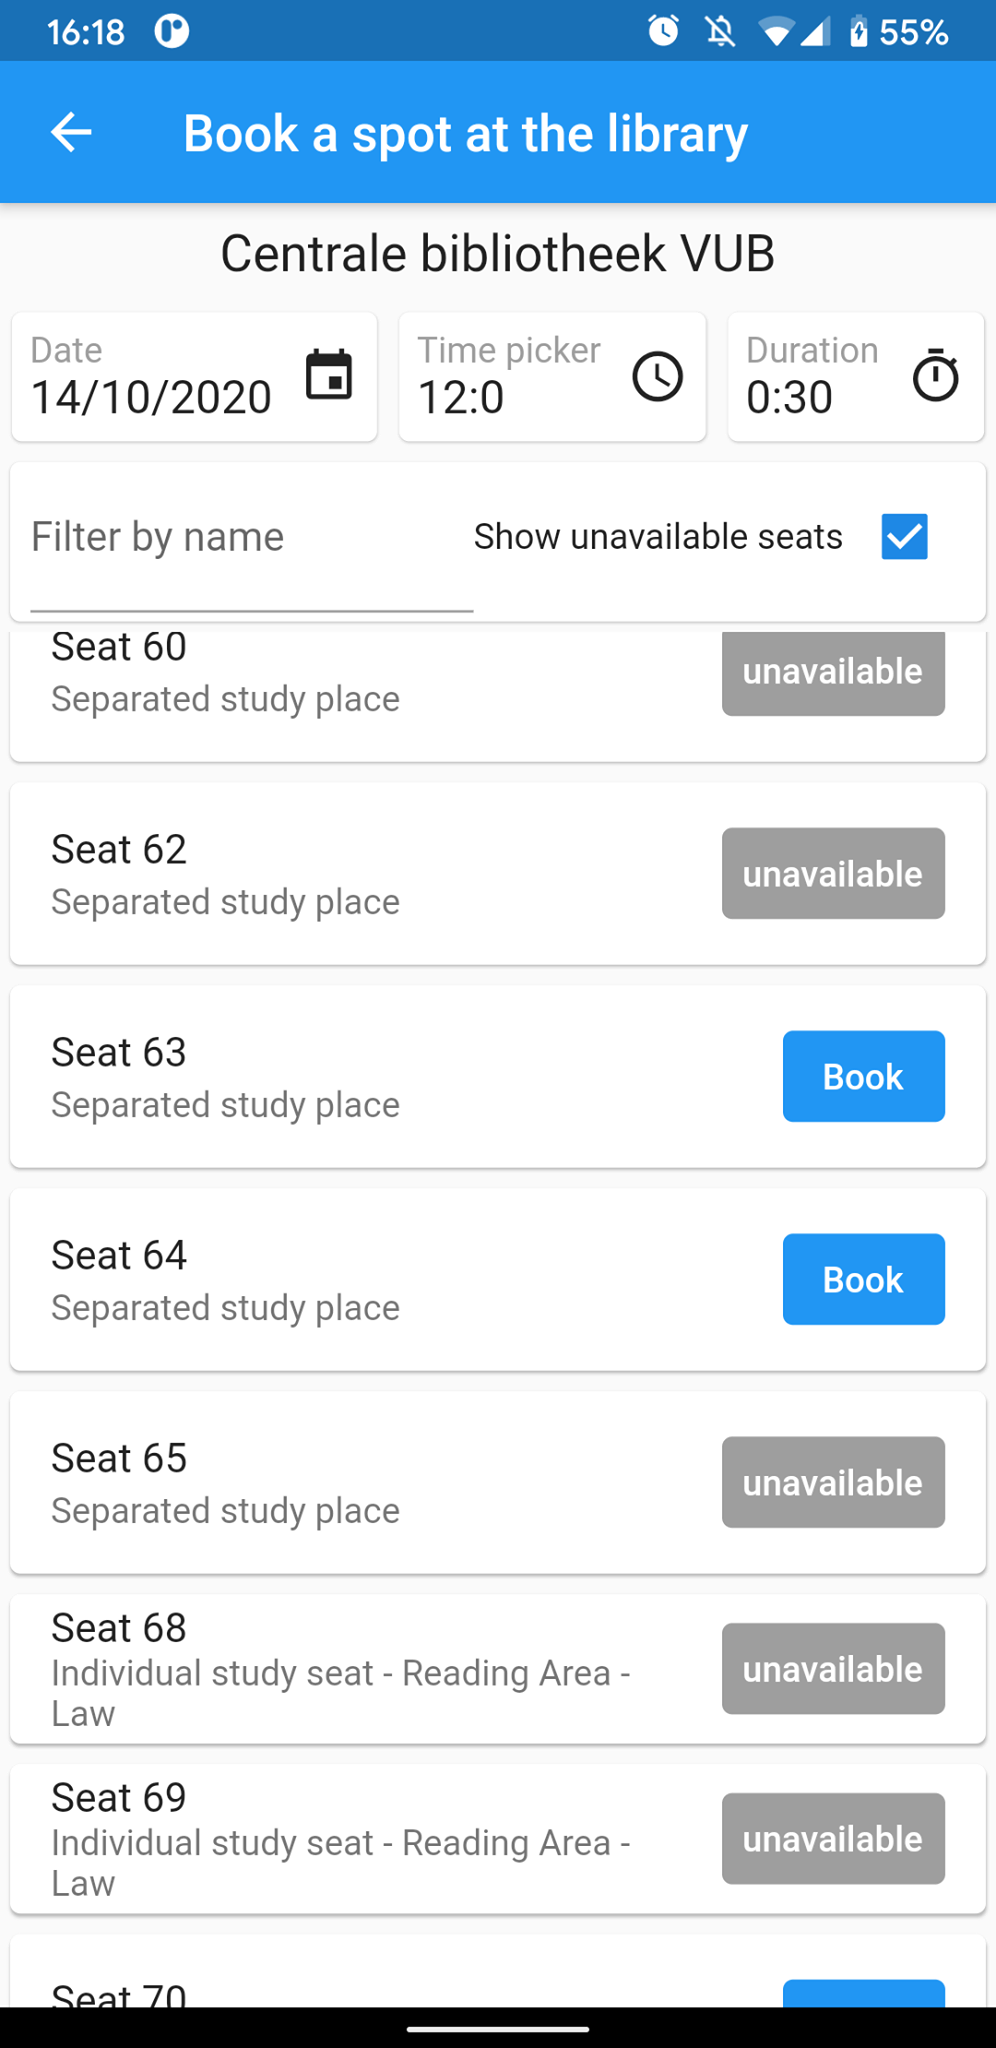 16:18 55%
Book a spot at the library
Centrale bibliotheek VUB
Date Time picker Duration
14/10/2020 12:0 0:30
Filter by name Show unavailable seats
Seat 60
Separated study place
unavailable
Seat 62
Separated study place
unavailable
Seat 63
Separated study place
Book
Seat 64
Separated study place
Book
Seat 65
Separated study place
unavailable
Seat 68
Individual study seat - Reading Area -
Law
unavailable
Seat 69
Individual study seat - Reading Area -
Law
unavailable
Seat 70